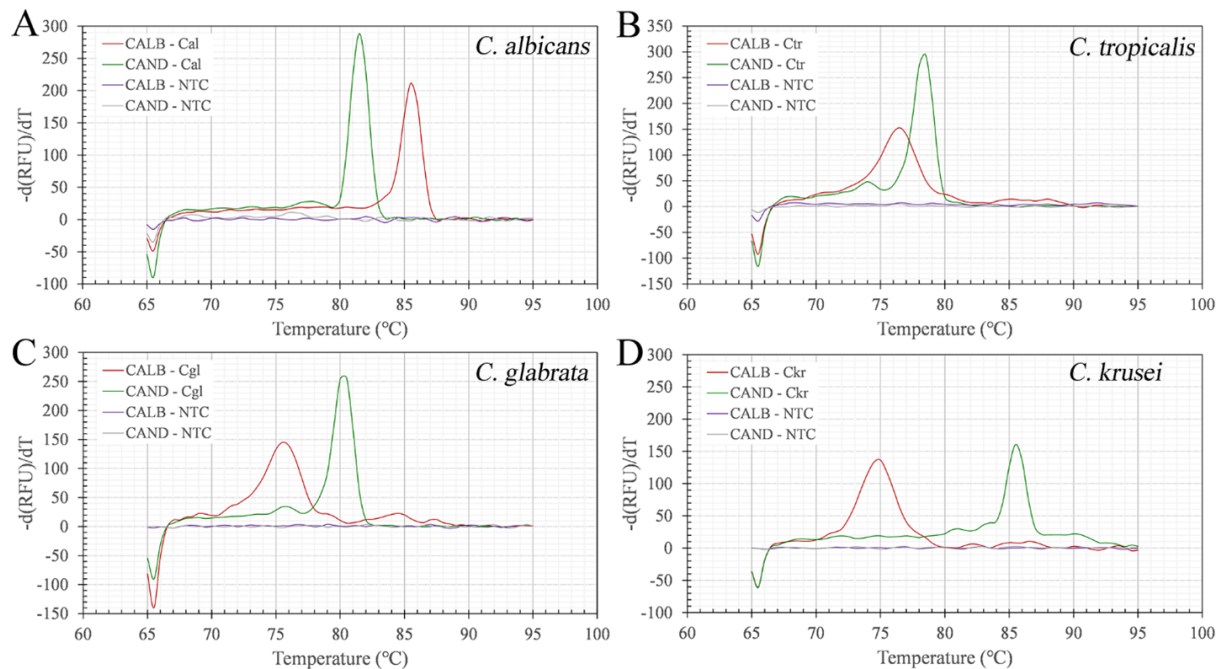 A
C. albicans
CALB - Cal
CAND - Cal
CALB - NTC
CAND - NTC
-d(RFU)/dT
300
250
200
150
100
50
0
-50
-100
60 65 70 75 80 85 90 95 100
Temperature (°C)
B
C. tropicalis
CALB - Ctr
CAND - Ctr
CALB - NTC
CAND - NTC
-d(RFU)/dT
350
300
250
200
150
100
50
0
-50
-100
-150
60 65 70 75 80 85 90 95 100
Temperature (°C)
C
C. glabrata
CALB - Cgl
CAND - Cgl
CALB - NTC
CAND - NTC
-d(RFU)/dT
300
250
200
150
100
50
0
-50
-100
-150
60 65 70 75 80 85 90 95 100
Temperature (°C)
D
C. krusei
CALB - Ckr
CAND - Ckr
CALB - NTC
CAND - NTC
-d(RFU)/dT
300
250
200
150
100
50
0
-50
-100
60 65 70 75 80 85 90 95 100
Temperature (°C)